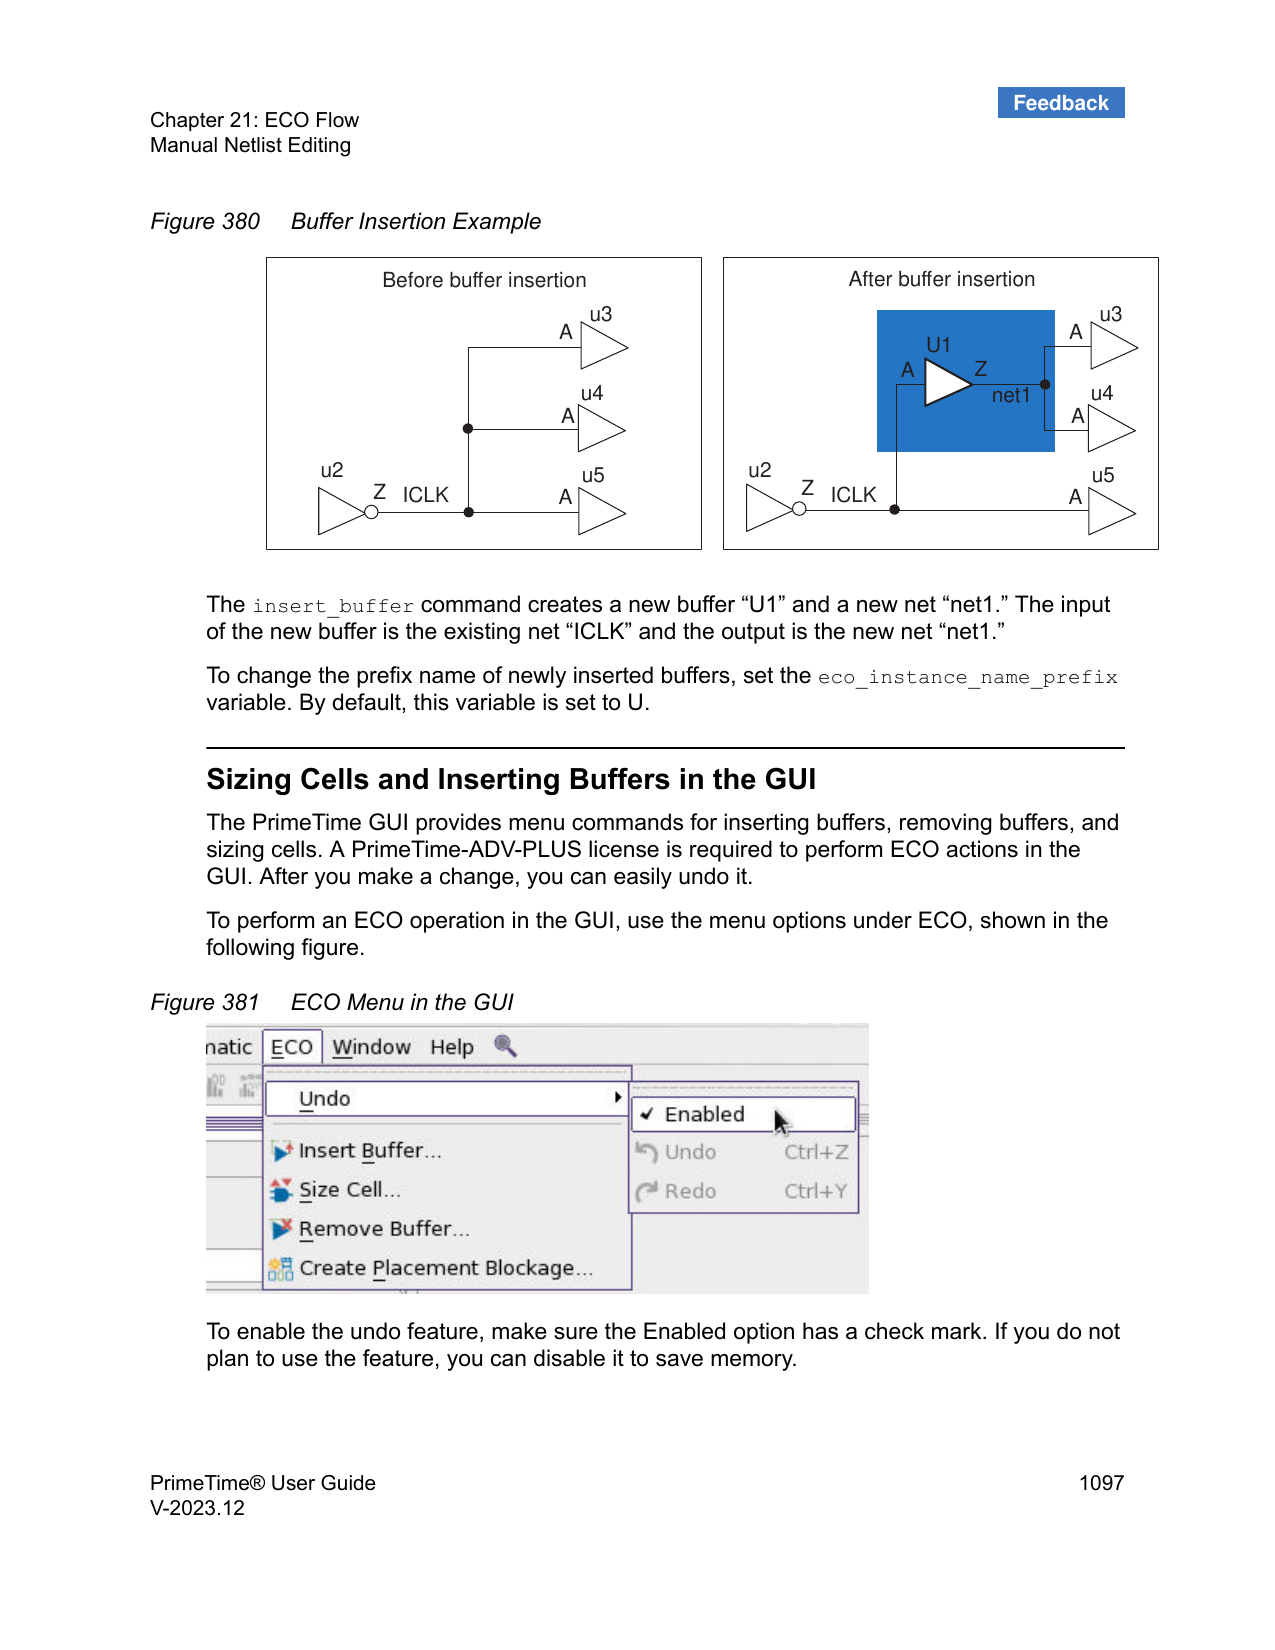 Feedback
Chapter 21: ECO Flow
Manual Netlist Editing
Figure 380 Buffer Insertion Example
Before buffer insertion
u3
A
u4
A
u2
Z ICLK
u5
A
After buffer insertion
u3
A
U1
A
Z
net1
u4
A
u2
Z ICLK
u5
A
The insert_buffer command creates a new buffer “U1” and a new net “net1.” The input
of the new buffer is the existing net “ICLK” and the output is the new net “net1.”
To change the prefix name of newly inserted buffers, set the eco_instance_name_prefix
variable. By default, this variable is set to U.
Sizing Cells and Inserting Buffers in the GUI
The PrimeTime GUI provides menu commands for inserting buffers, removing buffers, and
sizing cells. A PrimeTime-ADV-PLUS license is required to perform ECO actions in the
GUI. After you make a change, you can easily undo it.
To perform an ECO operation in the GUI, use the menu options under ECO, shown in the
following figure.
Figure 381 ECO Menu in the GUI
matic ECO Window Help
Undo
Enabled
Insert Buffer...
Undo Ctrl+Z
Size Cell...
Redo Ctrl+Y
Remove Buffer...
Create Placement Blockage...
To enable the undo feature, make sure the Enabled option has a check mark. If you do not
plan to use the feature, you can disable it to save memory.
PrimeTime® User Guide 1097
V-2023.12